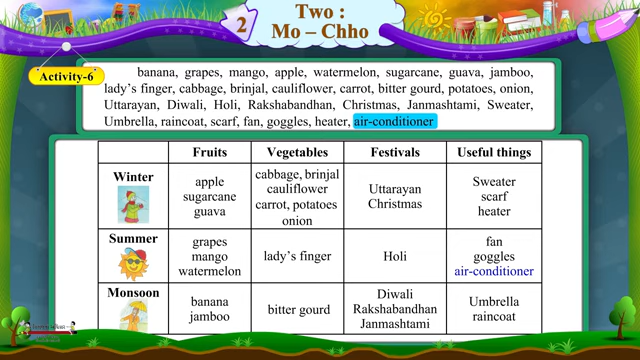 2
Two :
Mo – Chho
Activity-6
banana, grapes, mango, apple, watermelon, sugarcane, guava, jamboo,
lady's finger, cabbage, brinjal, cauliflower, carrot, bitter gourd, potatoes, onion,
Uttarayan, Diwali, Holi, Rakshabandhan, Christmas, Janmashtami, Sweater,
Umbrella, raincoat, scarf, fan, goggles, heater, air-conditioner
Fruits Vegetables Festivals Useful things
Winter
apple
sugarcane
guava
cabbage, brinjal
cauliflower
carrot, potatoes
onion
Uttarayan
Christmas
Sweater
scarf
heater
Summer
grapes
mango
watermelon
lady's finger
Holi
fan
goggles
air-conditioner
Monsoon
banana
jamboo
bitter gourd
Diwali
Rakshabandhan
Janmashtami
Umbrella
raincoat